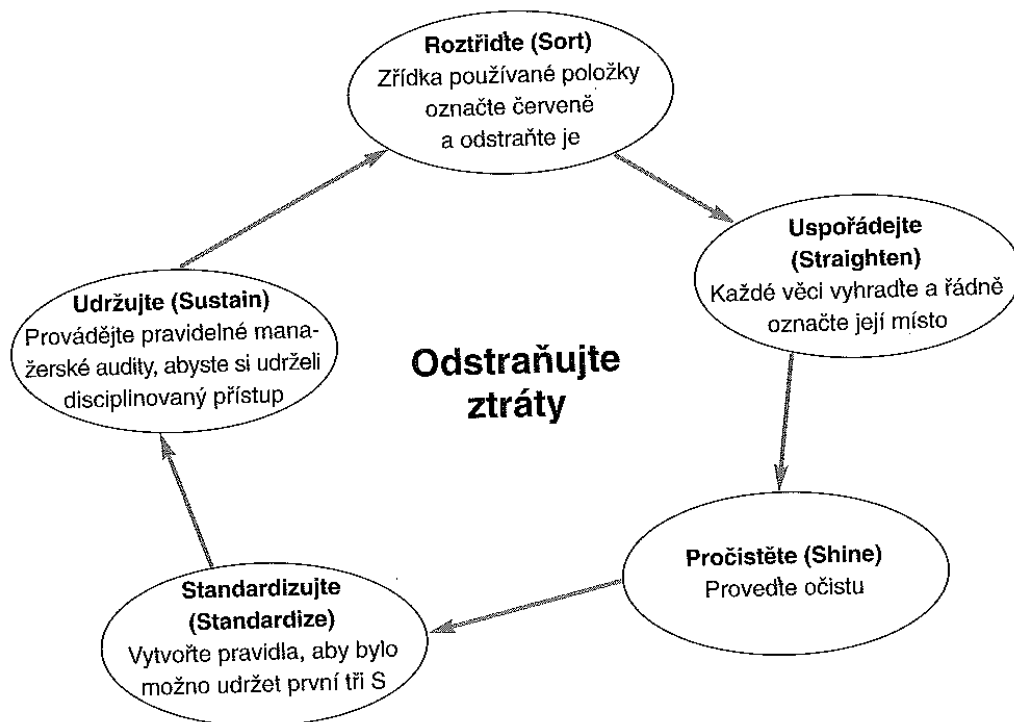 Roztřiďte (Sort)
Zřídka používané položky
označte červeně
a odstraňte je
Uspořádejte
(Straighten)
Každé věci vyhraďte a řádně
označte její místo
Pročistěte (Shine)
Proveďte očistu
Standardizujte
(Standardize)
Vytvořte pravidla, aby bylo
možno udržet první tři S
Udržujte (Sustain)
Provádějte pravidelné mana-
žerské audity, abyste si udrželi
disciplinovaný přístup
Odstraňujte
ztráty